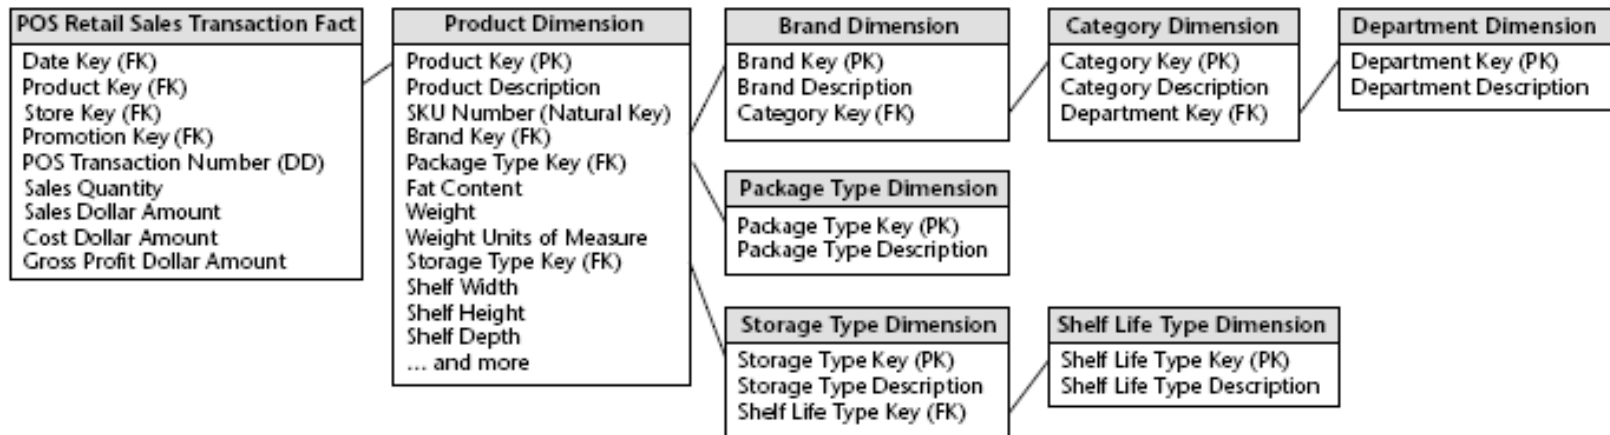 POS Retail Sales Transaction Fact
Date Key (FK)
Product Key (FK)
Store Key (FK)
Promotion Key (FK)
POS Transaction Number (DD)
Sales Quantity
Sales Dollar Amount
Cost Dollar Amount
Gross Profit Dollar Amount
Product Dimension
Product Key (PK)
Product Description
SKU Number (Natural Key)
Brand Key (FK)
Package Type Key (FK)
Fat Content
Weight
Weight Units of Measure
Storage Type Key (FK)
Shelf Width
Shelf Height
Shelf Depth
... and more
Brand Dimension
Brand Key (PK)
Brand Description
Category Key (FK)
Category Dimension
Category Key (PK)
Category Description
Department Key (FK)
Department Dimension
Department Key (PK)
Department Description
Package Type Dimension
Package Type Key (PK)
Package Type Description
Storage Type Dimension
Storage Type Key (PK)
Storage Type Description
Shelf Life Type Key (FK)
Shelf Life Type Dimension
Shelf Life Type Key (PK)
Shelf Life Type Description